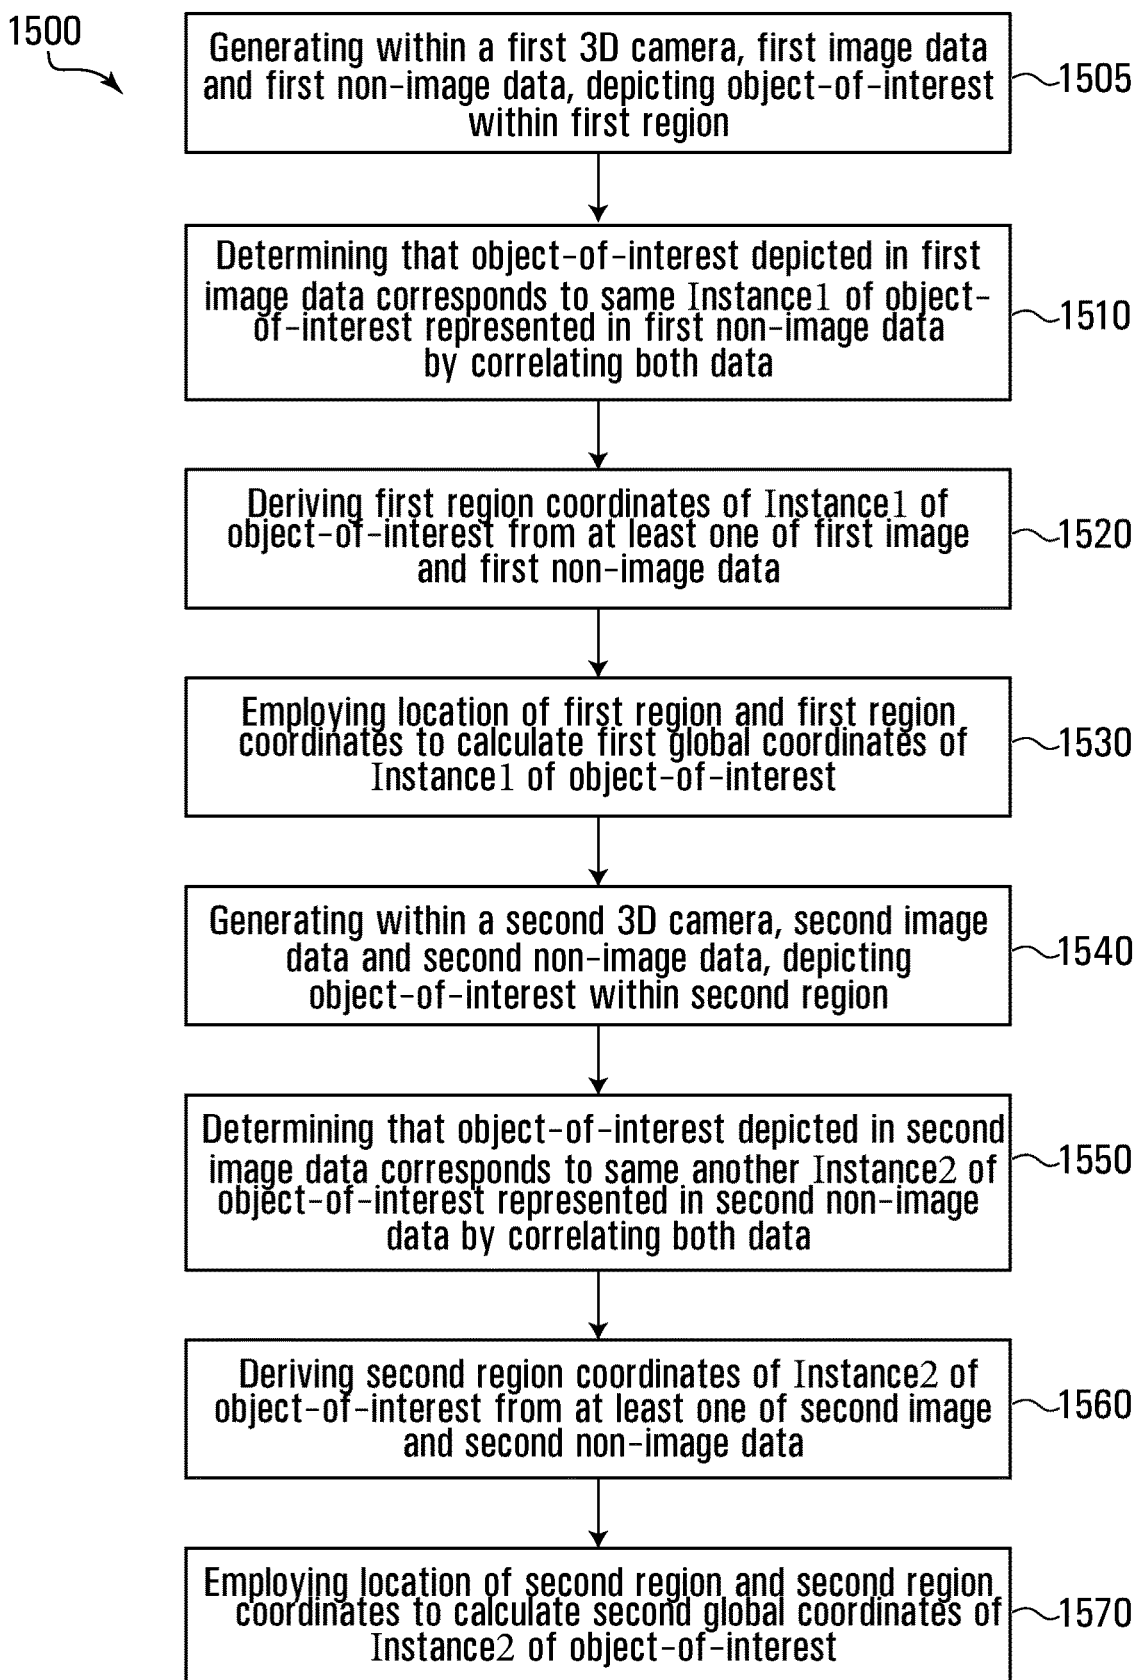 1500
Generating within a first 3D camera, first image data
and first non-image data, depicting object-of-interest
within first region
1505
Determining that object-of-interest depicted in first
image data corresponds to same Instance1 of object-
of-interest represented in first non-image data
by correlating both data
1510
Deriving first region coordinates of Instance1 of
object-of-interest from at least one of first image
and first non-image data
1520
Employing location of first region and first region
coordinates to calculate first global coordinates of
Instance1 of object-of-interest
1530
Generating within a second 3D camera, second image
data and second non-image data, depicting
object-of-interest within second region
1540
Determining that object-of-interest depicted in second
image data corresponds to same another Instance2 of
object-of-interest represented in second non-image
data by correlating both data
1550
Deriving second region coordinates of Instance2 of
object-of-interest from at least one of second image
and second non-image data
1560
Employing location of second region and second region
coordinates to calculate second global coordinates of
Instance2 of object-of-interest
1570